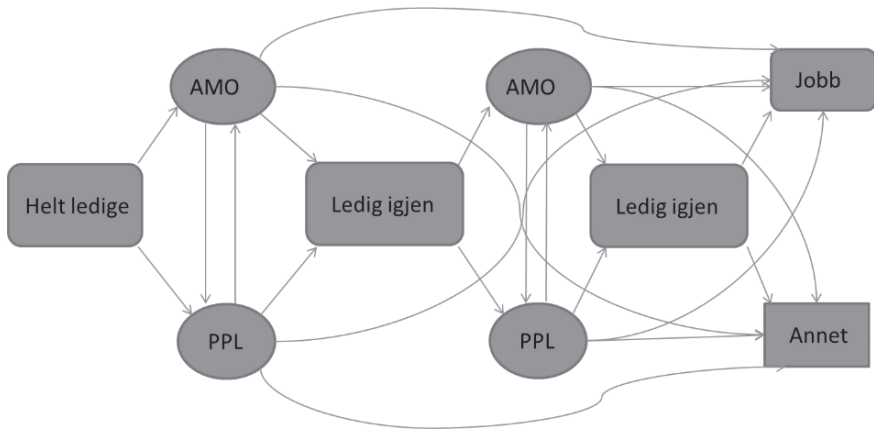 AMO
AMO
Jobb
Helt ledige
Ledig igjen
Ledig igjen
PPL
PPL
Annet